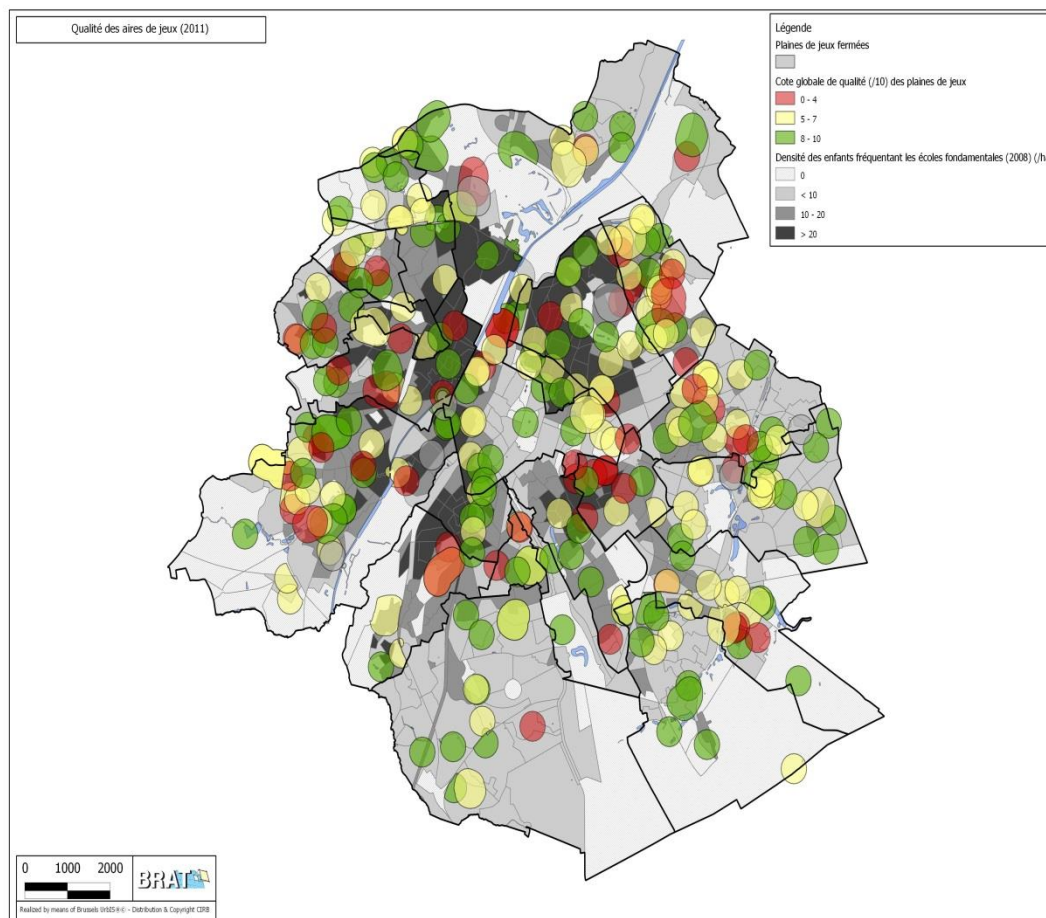 Qualité des aires de jeux (2011)
Légende
Plaines de jeux fermées
Cote globale de qualité (/10) des plaines de jeux
0 - 4
5 - 7
8 - 10
Densité des enfants fréquentant les écoles fondamentales (2008) (/ha
0
< 10
10 - 20
> 20
0 1000 2000
BRAT
Realized by means of Brussels UrbIS®© - Distribution & Copyright CIRB